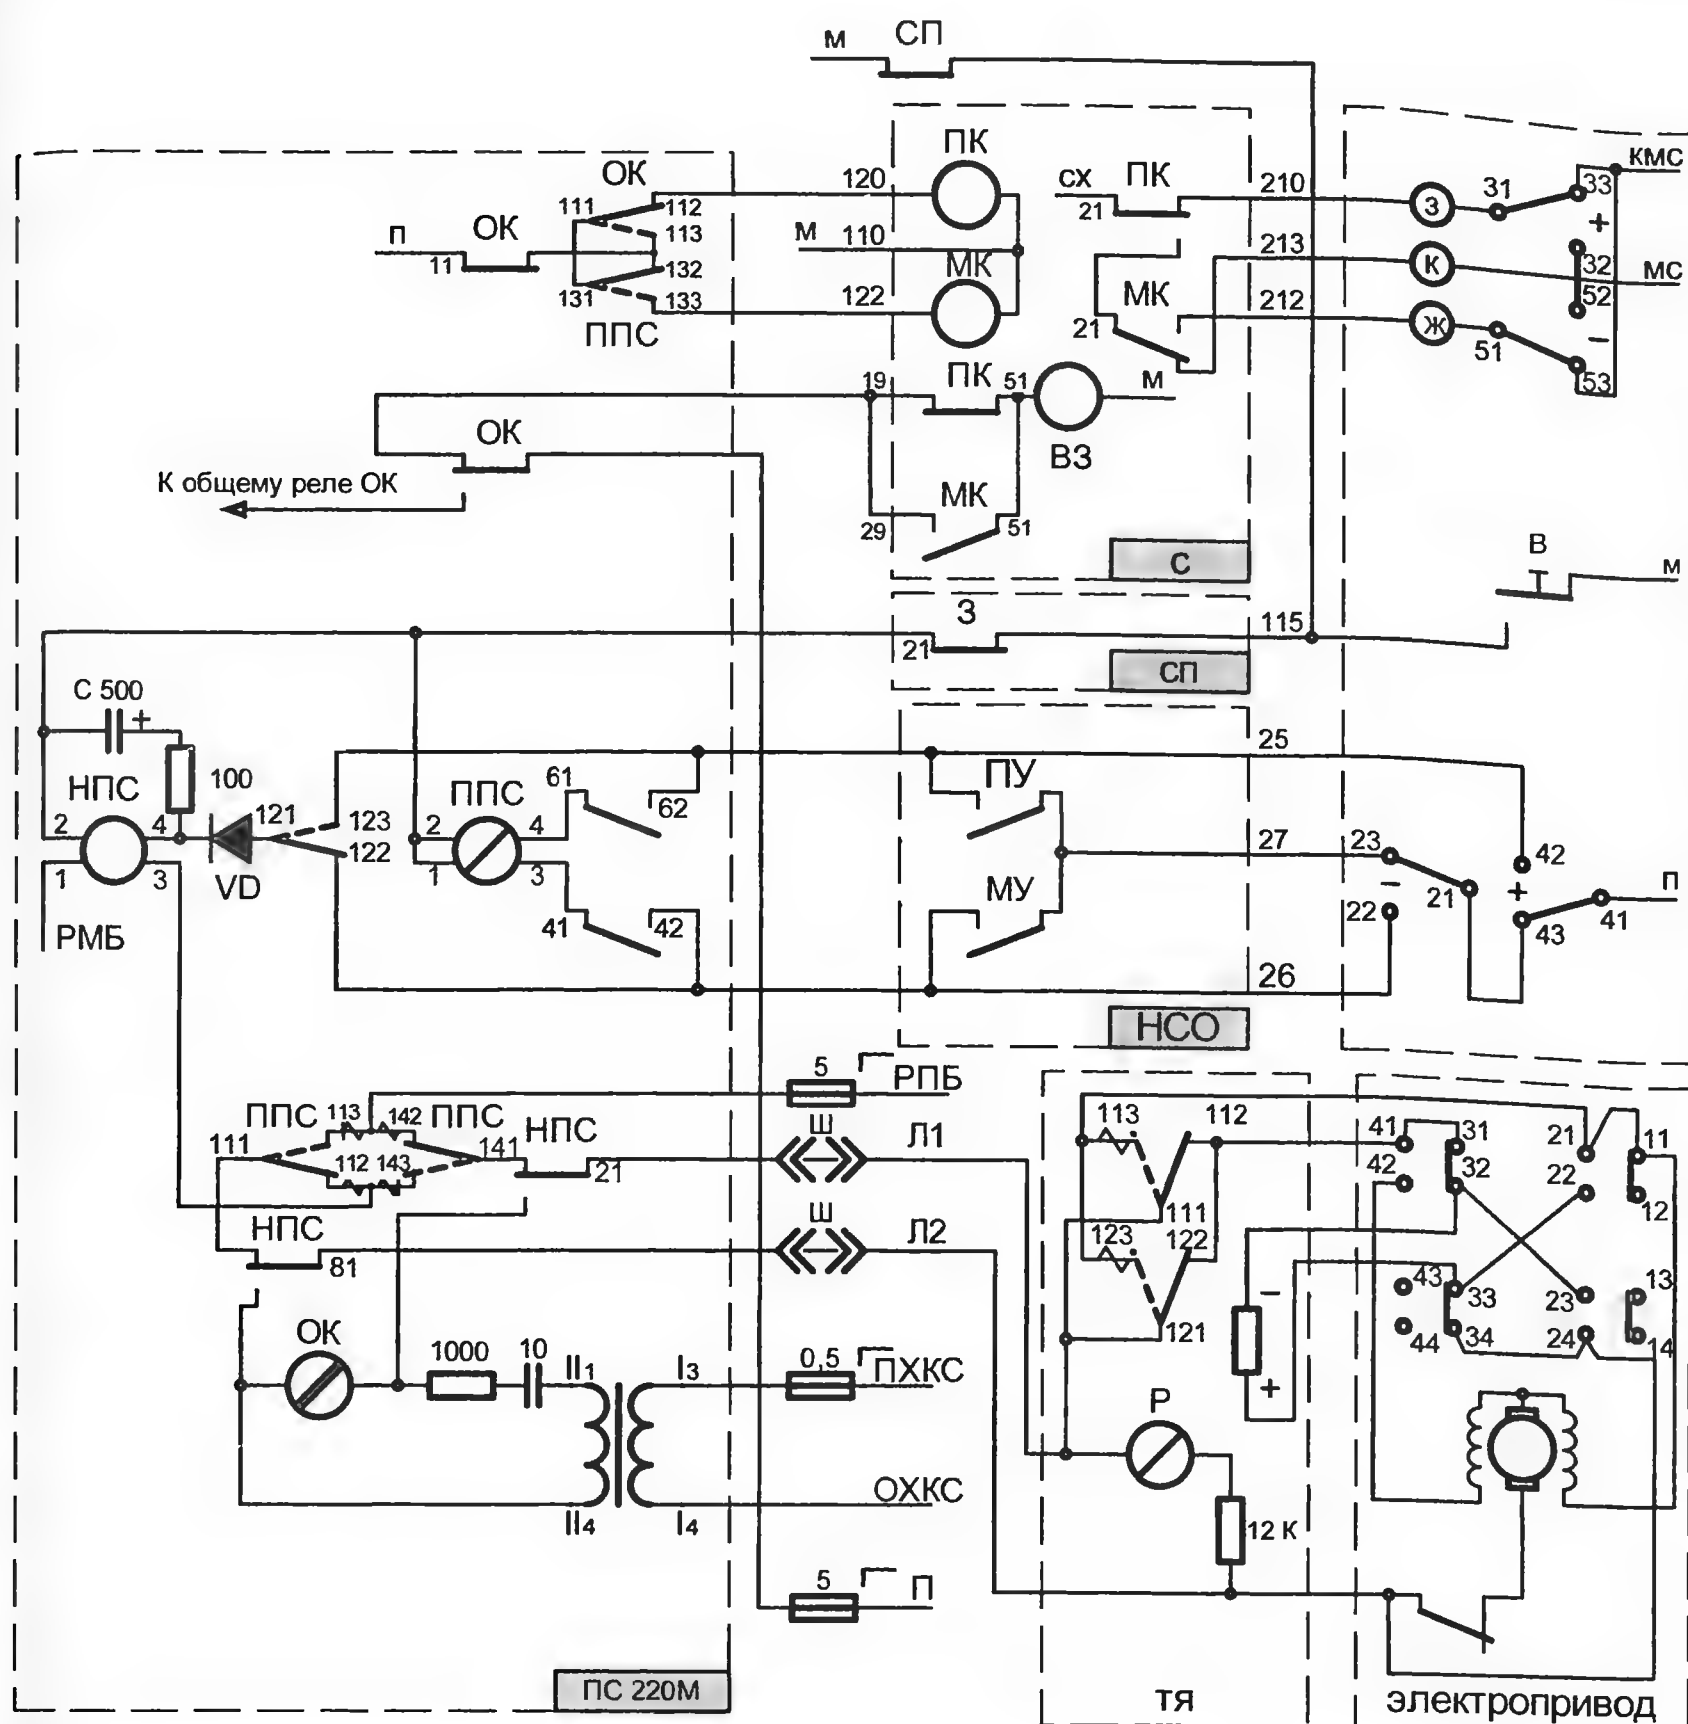 М СП
ПК
СХ ПК
21
210
З
31
33
КМС
ОК
120
111
112
113
П
ОК
11
М 110
МК
213
+
К
32
МС
131
132
133
122
МК
21
212
52
Ж
51
−
53
ППС
19
ПК
51
М
ВЗ
ОК
К общему реле ОК
МК
29
51
С
В
М
З
21
115
СП
С 500
+
25
НПС
100
121
123
122
ППС
61
62
ПУ
2
4
2
4
27
23
42
1
3
1
3
VD
41
42
МУ
−
22
21
+
43
41
П
РМБ
26
НСО
5
РПБ
ППС
113
142
ППС
НПС
Ш
Л1
111
112
143
141
21
113
112
41
31
21
11
42
32
22
12
НПС
81
Ш
Л2
111
123
122
121
−
+
43
33
23
13
44
34
24
14
ОК
1000
10
II1
I3
0,5
ПХКС
Р
II4
I4
ОХКС
12 К
5
П
ПС 220М
ТЯ
электропривод